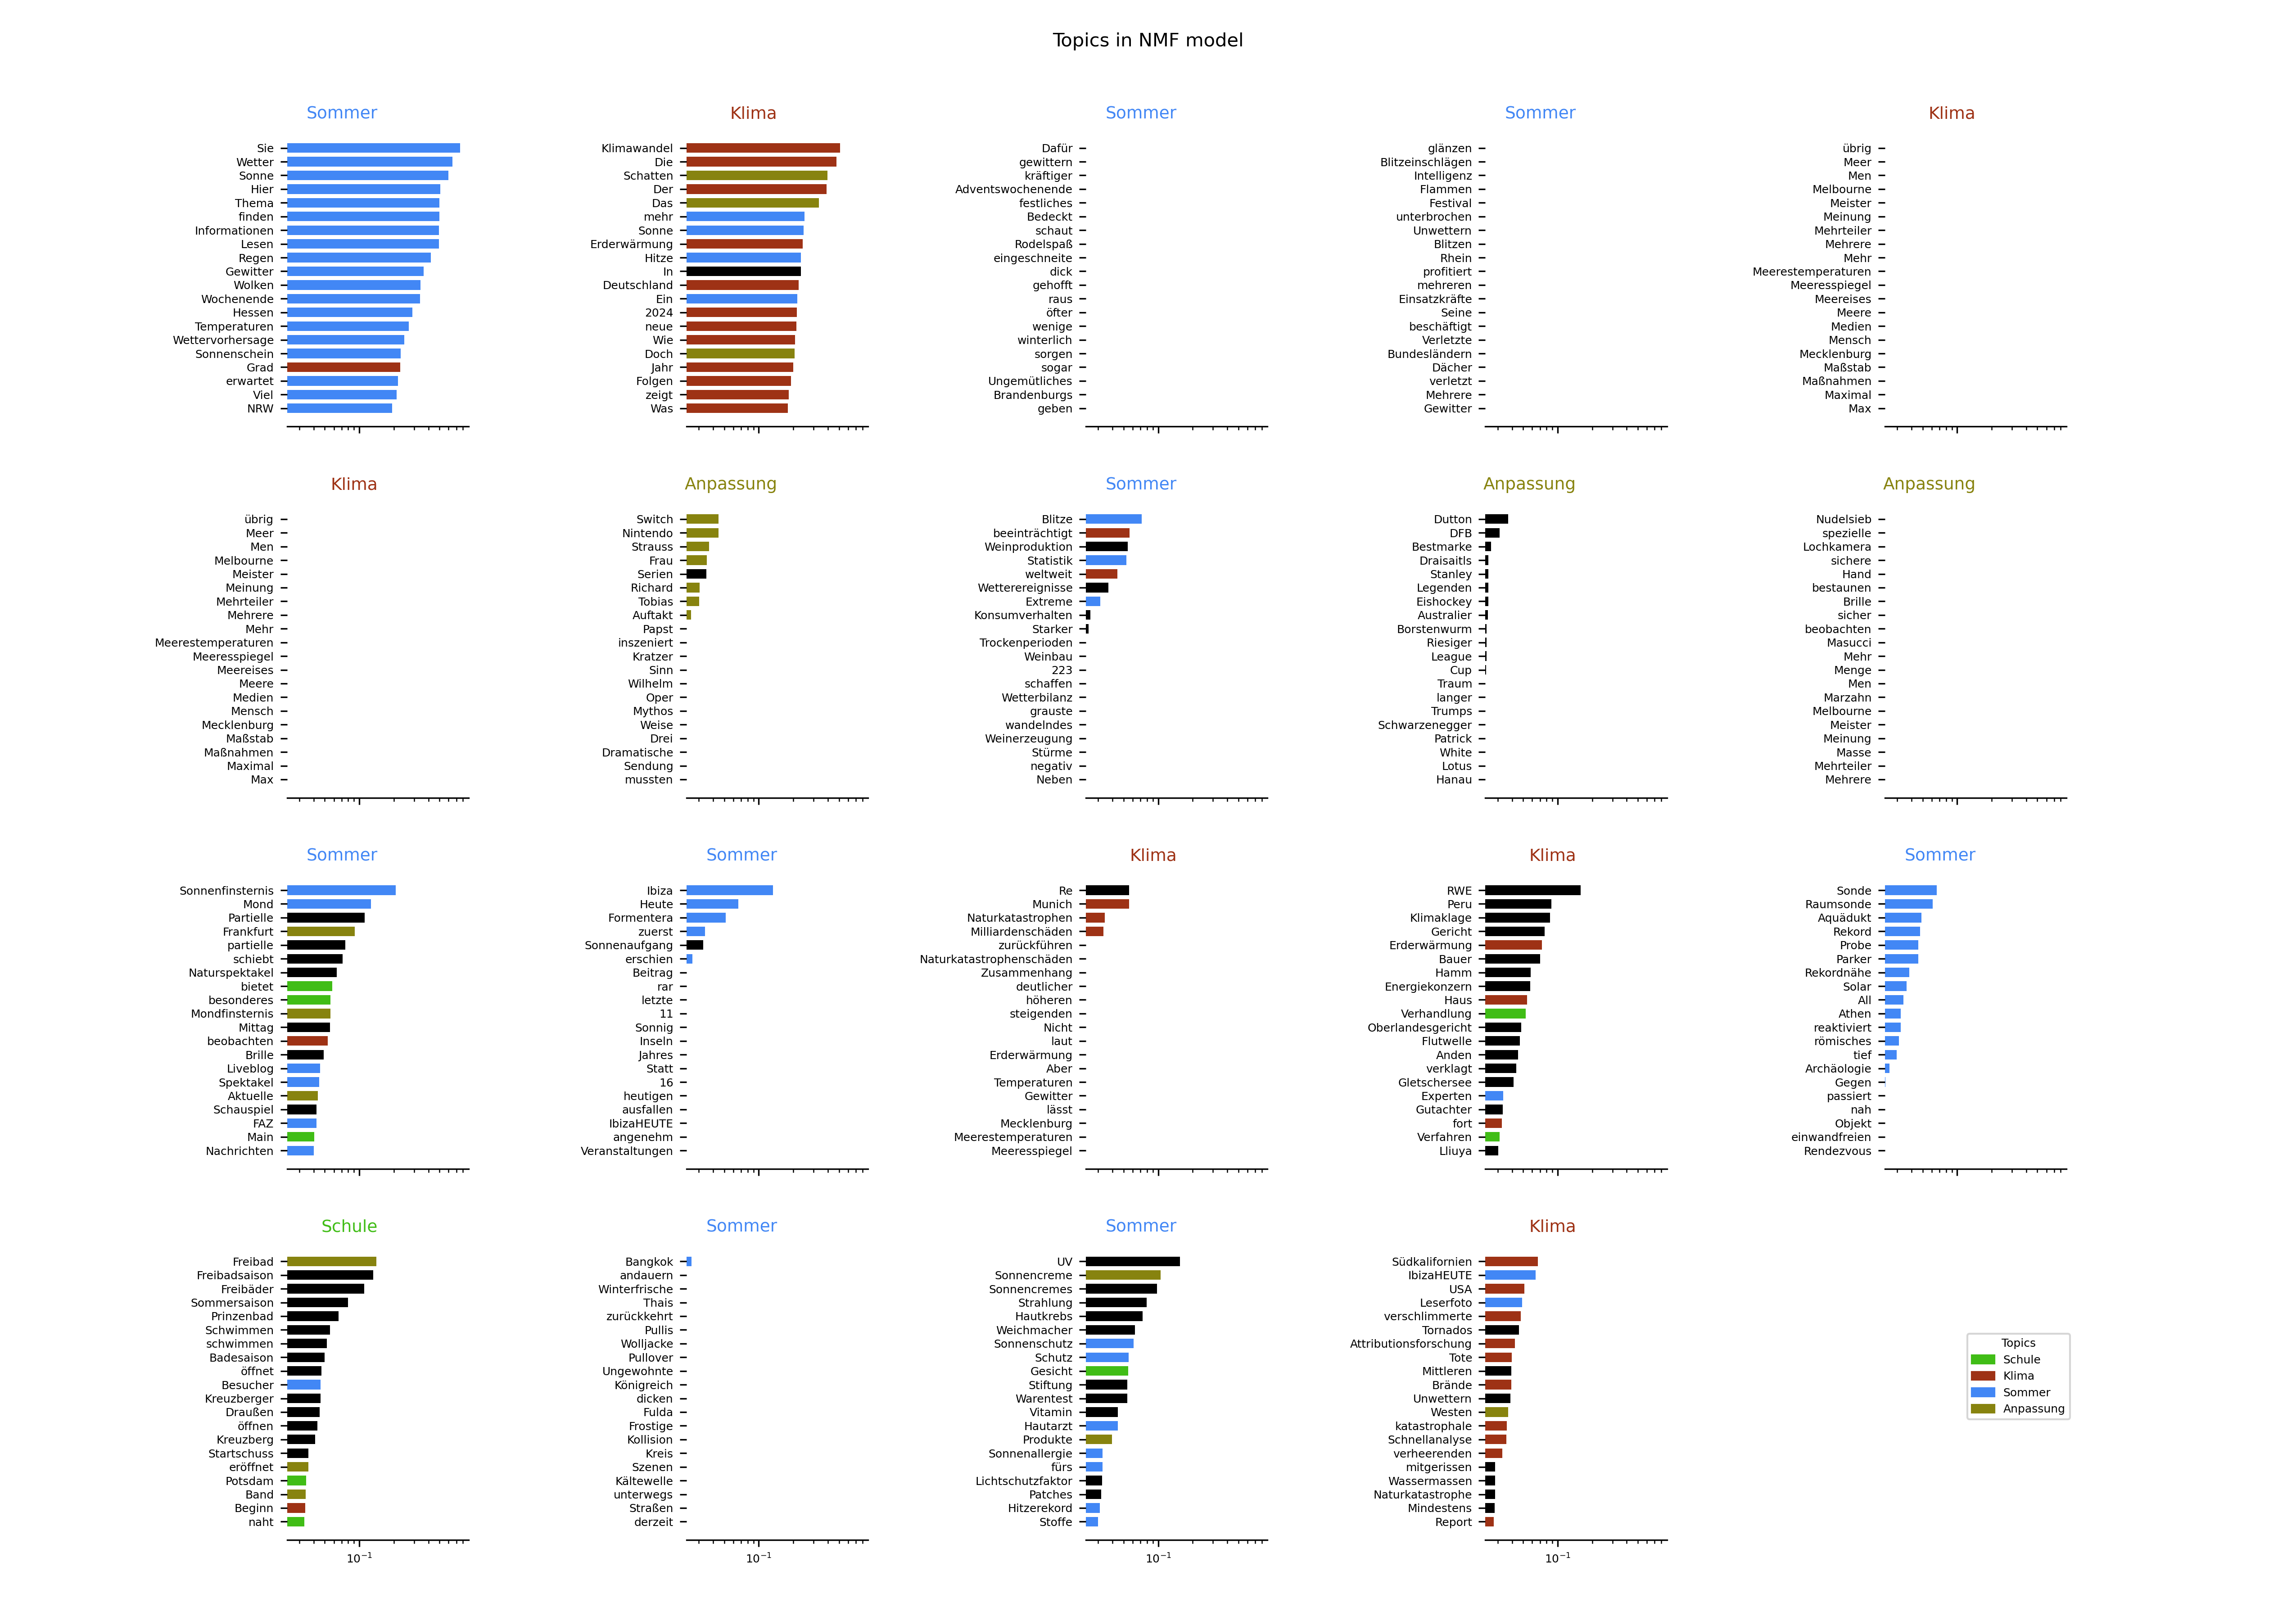 Topics in NMF model
Sommer
Sie
Wetter
Sonne
Hier
Thema
finden
Informationen
Lesen
Regen
Gewitter
Wolken
Wochenende
Hessen
Temperaturen
Wettervorhersage
Sonnenschein
Grad
erwartet
Viel
NRW
Klima
Klimawandel
Die
Schatten
Der
Das
mehr
Sonne
Erderwärmung
Hitze
In
Deutschland
Ein
2024
neue
Wie
Doch
Jahr
Folgen
zeigt
Was
Sommer
Dafür
gewittern
kräftiger
Adventswochenende
festliches
Bedeckt
schaut
Rodelspaß
eingeschneite
dick
gehofft
raus
öfter
wenige
winterlich
sorgen
sogar
Ungemütliches
Brandenburgs
geben
Sommer
glänzen
Blitzeinschlägen
Intelligenz
Flammen
Festival
unterbrochen
Unwettern
Blitzen
Rhein
profitiert
mehreren
Einsatzkräfte
Seine
beschäftigt
Verletzte
Bundesländern
Dächer
verletzt
Mehrere
Gewitter
Klima
übrig
Meer
Men
Melbourne
Meister
Meinung
Mehrteiler
Mehrere
Mehr
Meerestemperaturen
Meeresspiegel
Meereises
Meere
Medien
Mensch
Mecklenburg
Maßstab
Maßnahmen
Maximal
Max
Klima
übrig
Meer
Men
Melbourne
Meister
Meinung
Mehrteiler
Mehrere
Mehr
Meerestemperaturen
Meeresspiegel
Meereises
Meere
Medien
Mensch
Mecklenburg
Maßstab
Maßnahmen
Maximal
Max
Anpassung
Switch
Nintendo
Strauss
Frau
Serien
Richard
Tobias
Auftakt
Papst
inszeniert
Kratzer
Sinn
Wilhelm
Oper
Mythos
Weise
Drei
Dramatische
Sendung
mussten
Sommer
Blitze
beeinträchtigt
Weinproduktion
Statistik
weltweit
Wetterereignisse
Extreme
Konsumverhalten
Starker
Trockenperioden
Weinbau
223
schaffen
Wetterbilanz
grauste
wandelndes
Weinerzeugung
Stürme
negativ
Neben
Anpassung
Dutton
DFB
Bestmarke
Draisaitls
Stanley
Legenden
Eishockey
Australier
Borstenwurm
Riesiger
League
Cup
Traum
langer
Trumps
Schwarzenegger
Patrick
White
Lotus
Hanau
Anpassung
Nudelsieb
spezielle
Lochkamera
sichere
Hand
bestaunen
Brille
sicher
beobachten
Masucci
Mehr
Menge
Men
Marzahn
Melbourne
Meister
Meinung
Masse
Mehrteiler
Mehrere
Sommer
Sonnenfinsternis
Mond
Partielle
Frankfurt
partielle
schiebt
Naturspektakel
bietet
besonderes
Mondfinsternis
Mittag
beobachten
Brille
Liveblog
Spektakel
Aktuelle
Schauspiel
FAZ
Main
Nachrichten
Sommer
Ibiza
Heute
Formentera
zuerst
Sonnenaufgang
erschien
Beitrag
rar
letzte
11
Sonnig
Inseln
Jahres
Statt
16
heutigen
ausfallen
IbizaHEUTE
angenehm
Veranstaltungen
Klima
Re
Munich
Naturkatastrophen
Milliardenschäden
zurückführen
Naturkatastrophenschäden
Zusammenhang
deutlicher
höheren
steigenden
Nicht
laut
Erderwärmung
Aber
Temperaturen
Gewitter
lässt
Mecklenburg
Meerestemperaturen
Meeresspiegel
Klima
RWE
Peru
Klimaklage
Gericht
Erderwärmung
Bauer
Hamm
Energiekonzern
Haus
Verhandlung
Oberlandesgericht
Flutwelle
Anden
verklagt
Gletschersee
Experten
Gutachter
fort
Verfahren
Lliuya
Sommer
Sonde
Raumsonde
Aquädukt
Rekord
Probe
Parker
Rekordnähe
Solar
All
Athen
reaktiviert
römisches
tief
Archäologie
Gegen
passiert
nah
Objekt
einwandfreien
Rendezvous
Schule
Freibad
Freibadsaison
Freibäder
Sommersaison
Prinzenbad
Schwimmen
schwimmen
Badesaison
öffnet
Besucher
Kreuzberger
Draußen
öffnen
Kreuzberg
Startschuss
eröffnet
Potsdam
Band
Beginn
naht
10⁻¹
Sommer
Bangkok
andauern
Winterfrische
Thais
zurückkehrt
Pullis
Wolljacke
Pullover
Ungewohnte
Königreich
dicken
Fulda
Frostige
Kollision
Kreis
Szenen
Kältewelle
unterwegs
Straßen
derzeit
10⁻¹
Sommer
UV
Sonnencreme
Sonnencremes
Strahlung
Hautkrebs
Weichmacher
Sonnenschutz
Schutz
Gesicht
Stiftung
Warentest
Vitamin
Hautarzt
Produkte
Sonnenallergie
fürs
Lichtschutzfaktor
Patches
Hitzerekord
Stoffe
10⁻¹
Klima
Südkalifornien
IbizaHEUTE
USA
Leserfoto
verschlimmerte
Tornados
Attributionsforschung
Tote
Mittleren
Brände
Unwettern
Westen
katastrophale
Schnellanalyse
verheerenden
mitgerissen
Wassermassen
Naturkatastrophe
Mindestens
Report
10⁻¹
Topics
Schule
Klima
Sommer
Anpassung